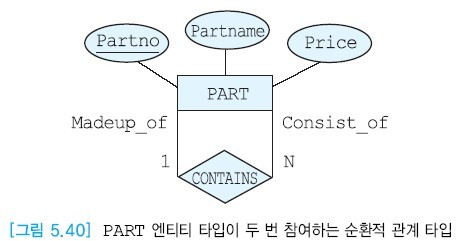 Partno
Partname
Price
PART
Madeup_of
Consist_of
1
N
CONTAINS
[그림 5.40] PART 엔티티 타입이 두 번 참여하는 순환적 관계 타입